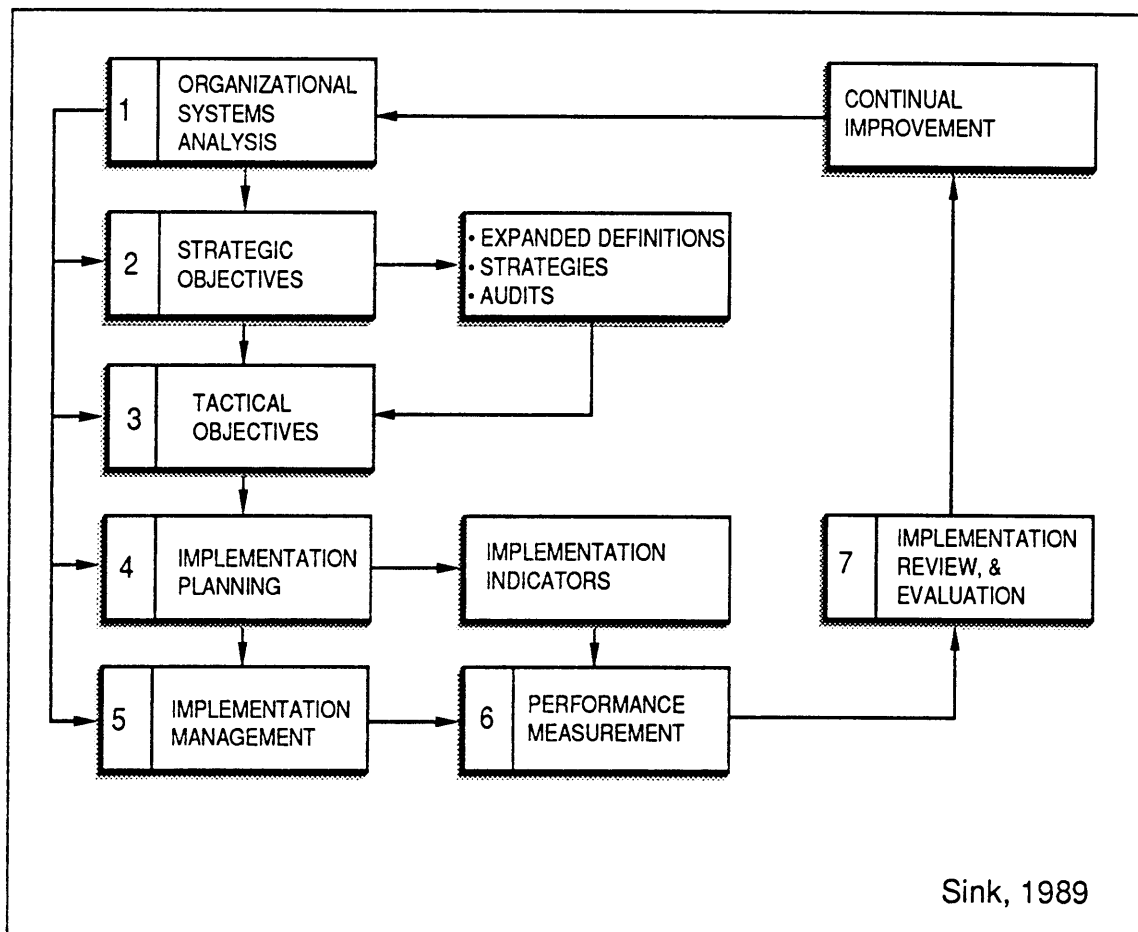 1
ORGANIZATIONAL
SYSTEMS
ANALYSIS
CONTINUAL
IMPROVEMENT
2
STRATEGIC
OBJECTIVES
• EXPANDED DEFINITIONS
• STRATEGIES
• AUDITS
3
TACTICAL
OBJECTIVES
4
IMPLEMENTATION
PLANNING
IMPLEMENTATION
INDICATORS
7
IMPLEMENTATION
REVIEW, &
EVALUATION
5
IMPLEMENTATION
MANAGEMENT
6
PERFORMANCE
MEASUREMENT
Sink, 1989